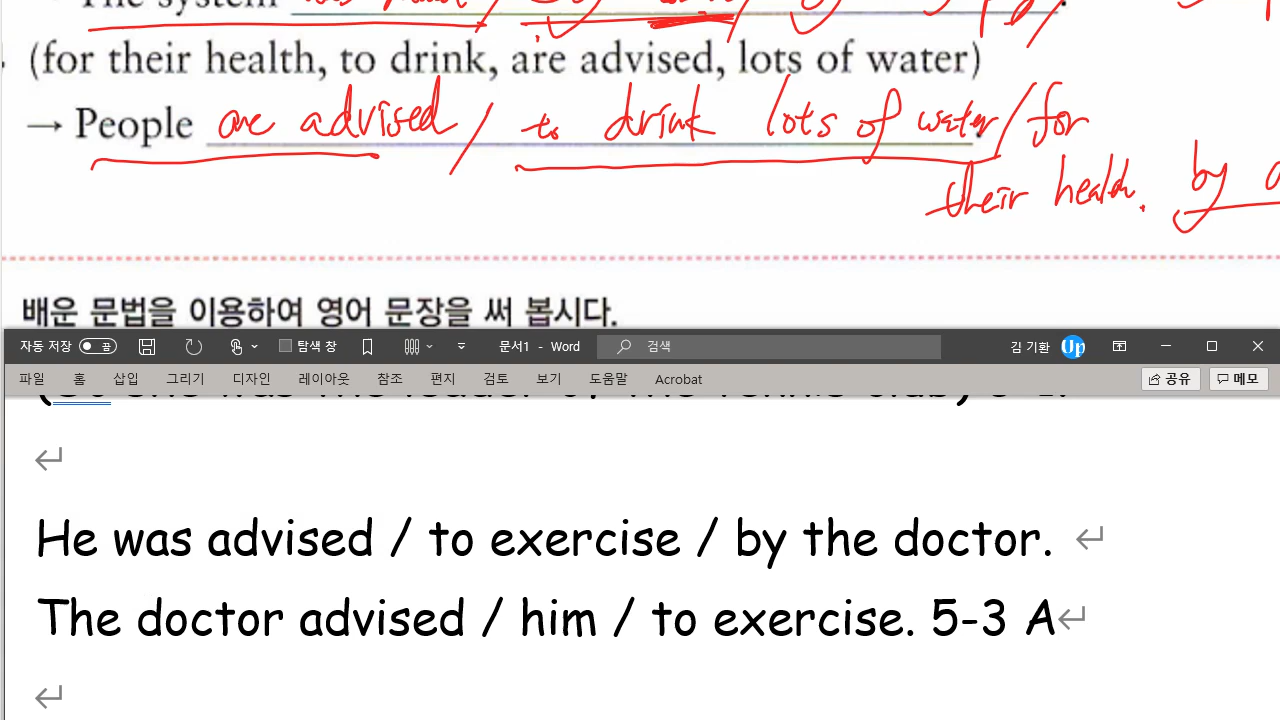 The system
(for their health, to drink, are advised, lots of water)
→ People are advised / to drink lots of water / for
their health. by
배운 문법을 이용하여 영어 문장을 써 봅시다.
자동 저장 끔 탐색 창 문서1 - Word 검색 김 기환 Up
파일 홈 삽입 그리기 디자인 레이아웃 참조 편지 검토 보기 도움말 Acrobat 공유 메모
He was advised / to exercise / by the doctor.
The doctor advised / him / to exercise. 5-3 A